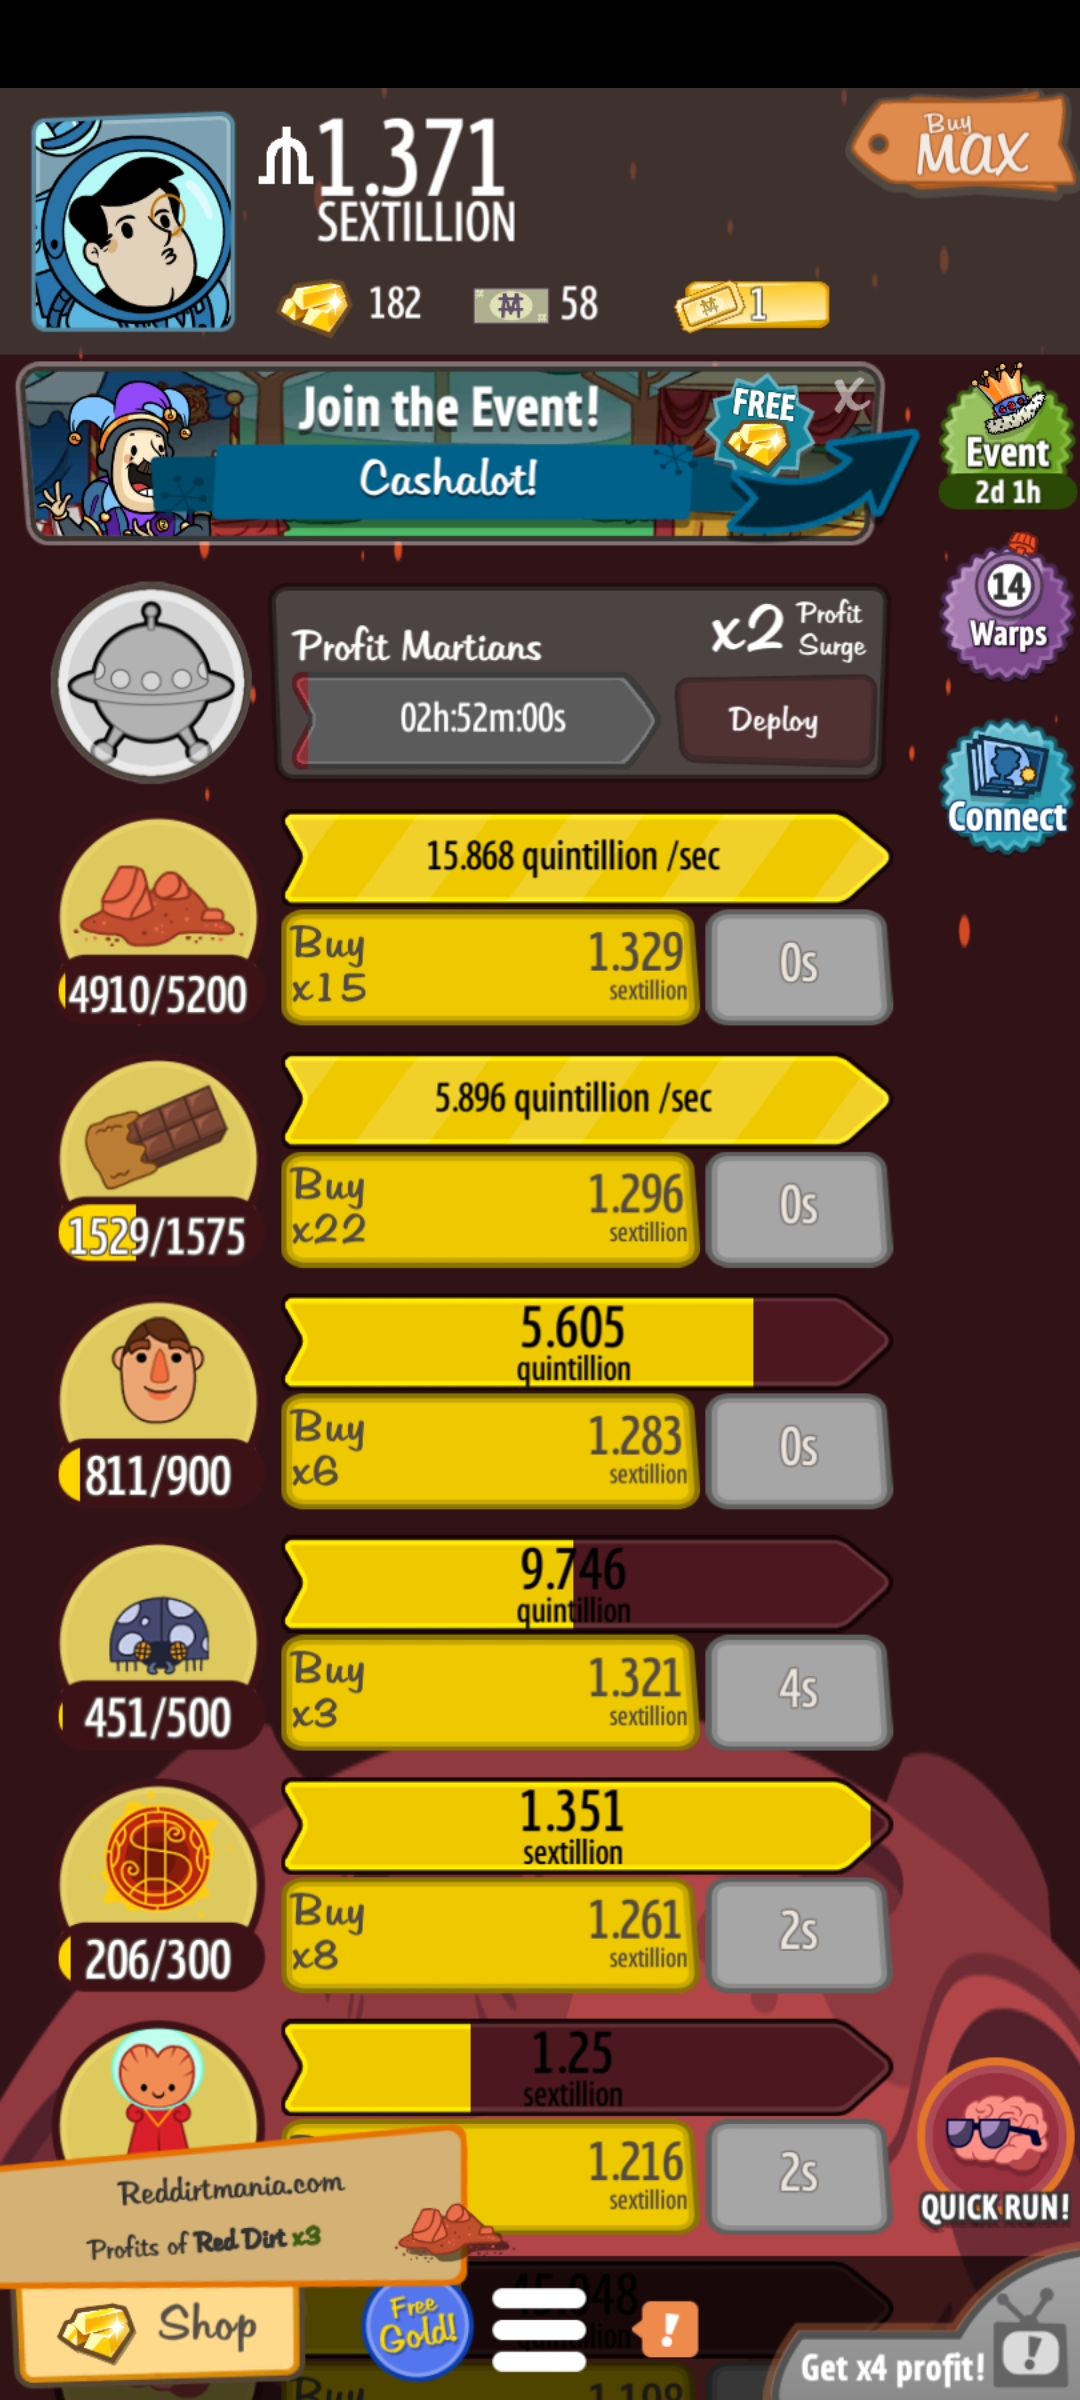 1.371
SEXTILLION
Buy
MAX
182
58
1
Join the Event!
FREE
X
Cashalot!
Event
2d 1h
14
Warps
Connect
Profit Martians
x2 Profit Surge
02h:52m:00s
Deploy
15.868 quintillion /sec
4910/5200
Buy
x15
1.329
sextillion
0s
5.896 quintillion /sec
1529/1575
Buy
x22
1.296
sextillion
0s
5.605
quintillion
811/900
Buy
x6
1.283
sextillion
0s
9.746
quintillion
451/500
Buy
x3
1.321
sextillion
4s
1.351
sextillion
206/300
Buy
x8
1.261
sextillion
2s
1.25
sextillion
1.216
sextillion
2s
QUICK RUN!
Reddirtmania.com
Profits of Red Dirt x3
Shop
Free
Gold!
!
Get x4 profit!
!
Buy